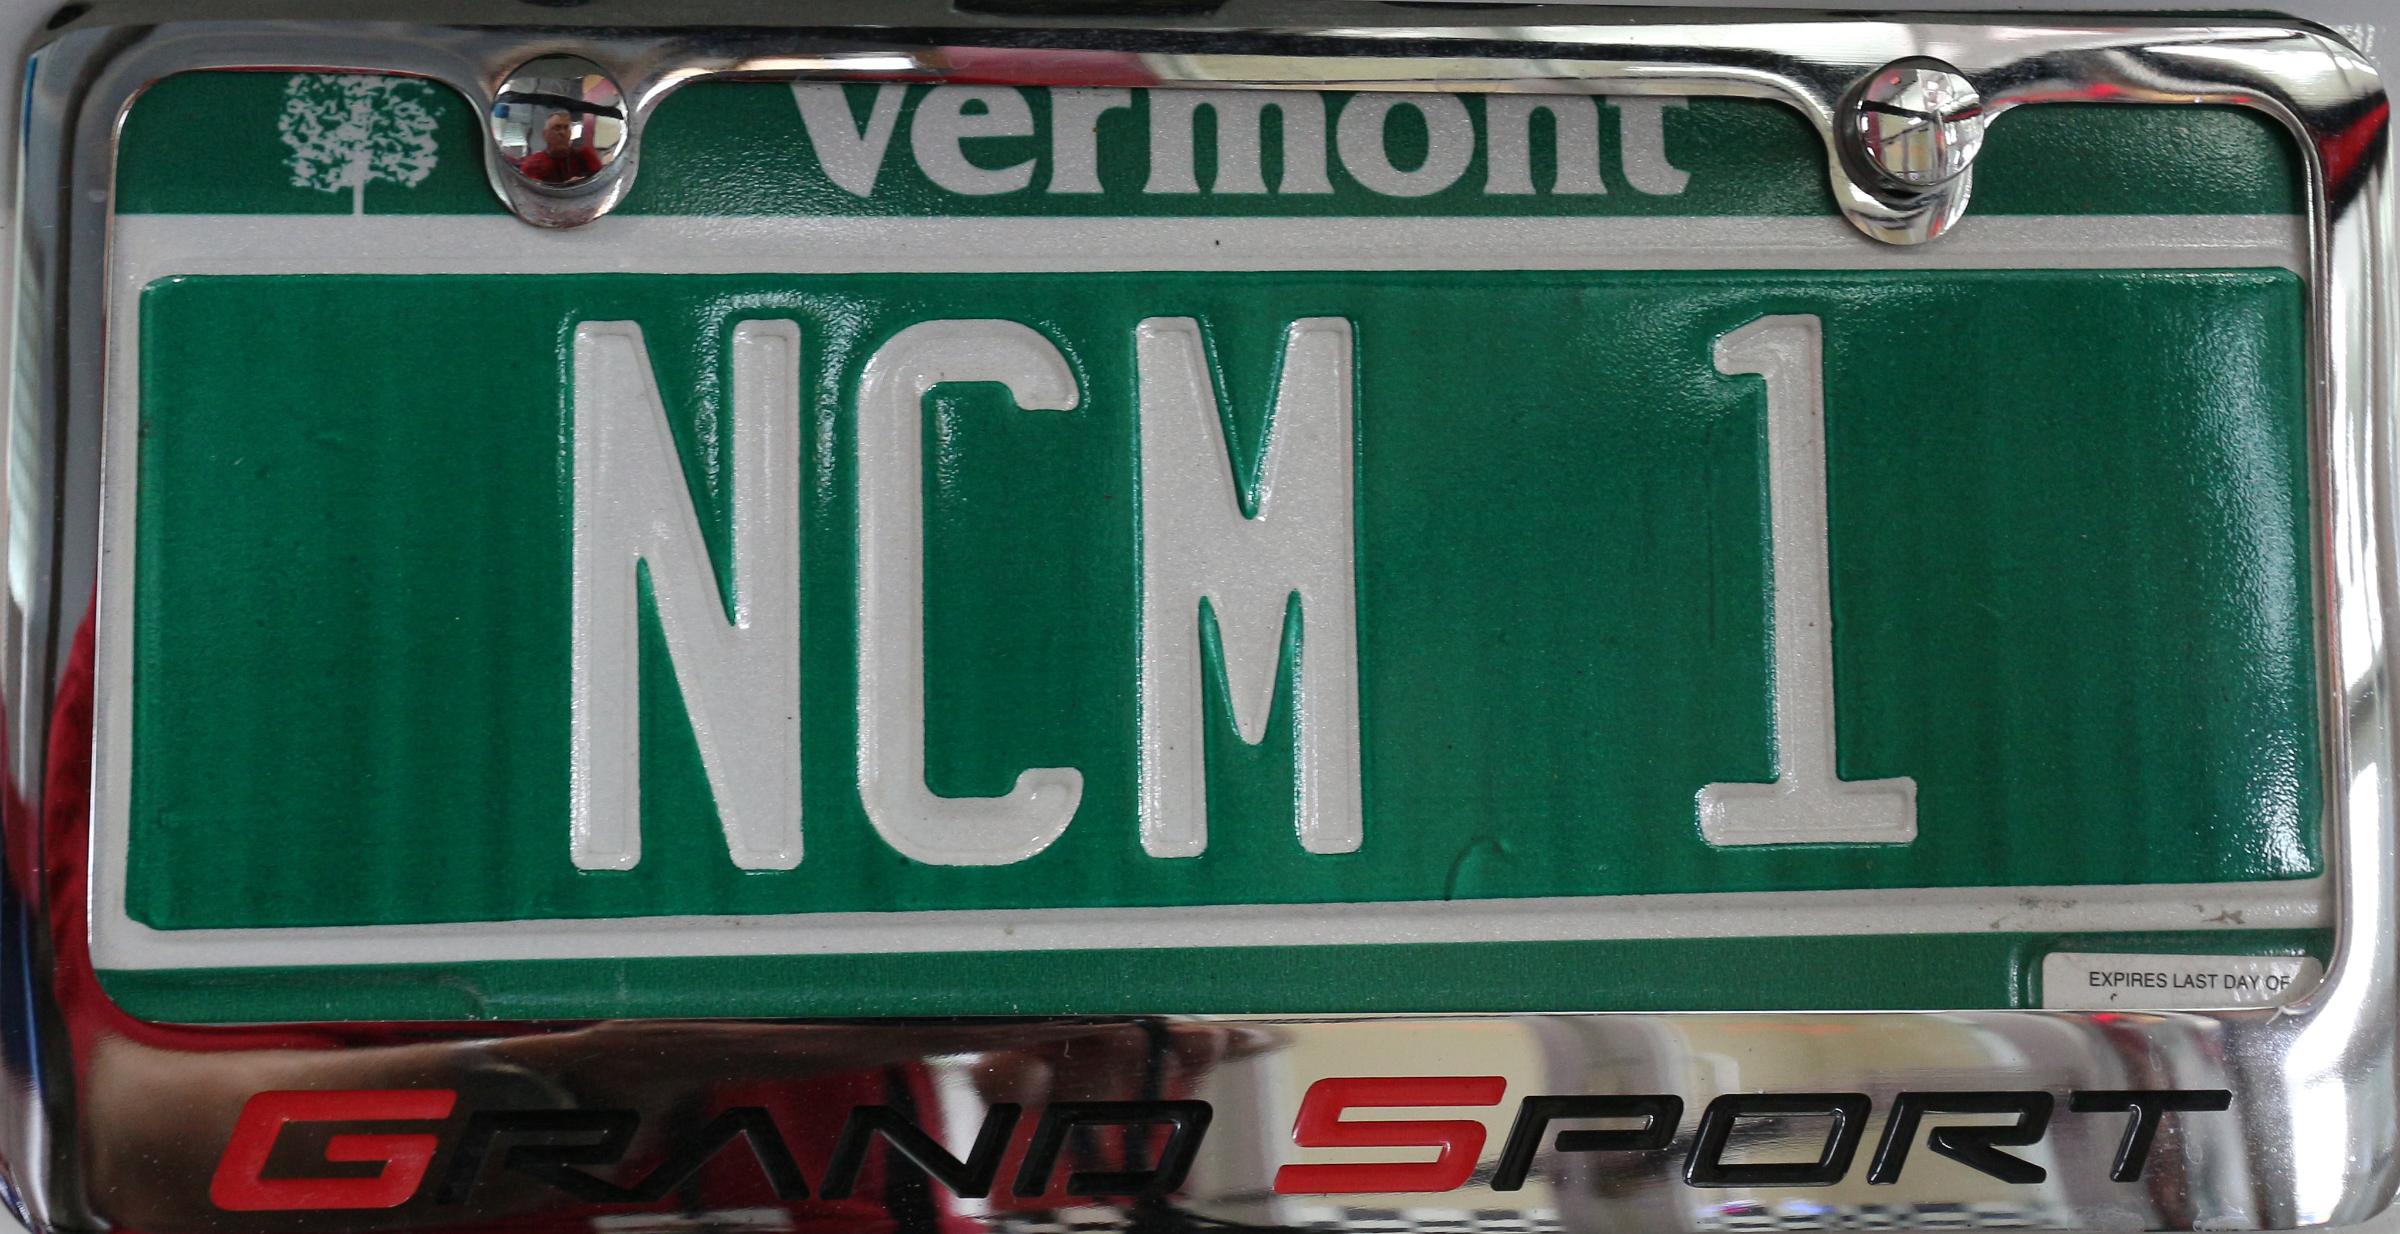 Vermont
NCM 1
EXPIRES LAST DAY OF
GRAND SPORT